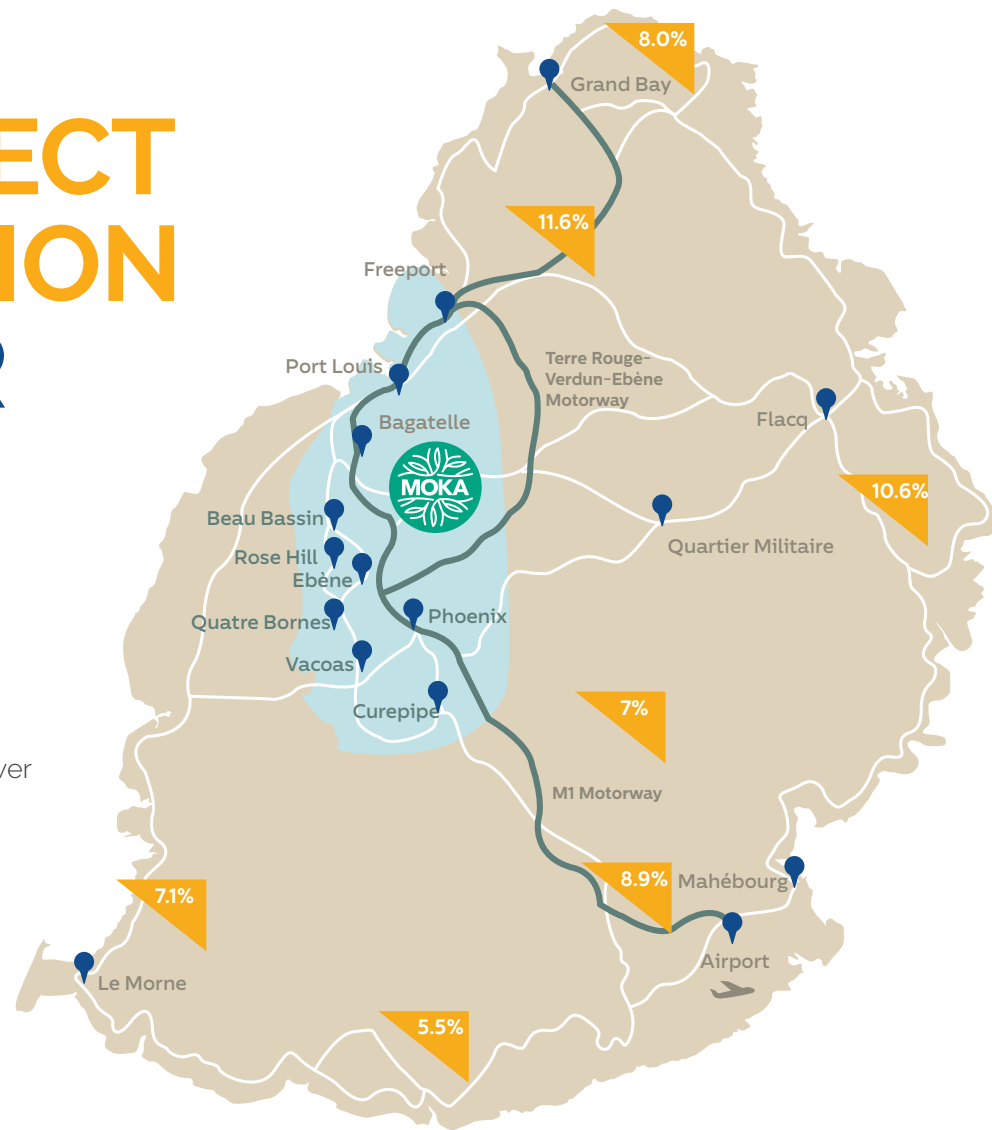 ECT
ION
R
ver
8.0%
Grand Bay
11.6%
Freeport
Port Louis
Terre Rouge-
Verdun-Ebène
Motorway
Bagatelle
Flacq
MOKA
10.6%
Beau Bassin
Quartier Militaire
Rose Hill
Ebène
Quatre Bornes
Phoenix
Vacoas
Curepipe
7%
M1 Motorway
8.9%
Mahébourg
7.1%
Airport
Le Morne
5.5%